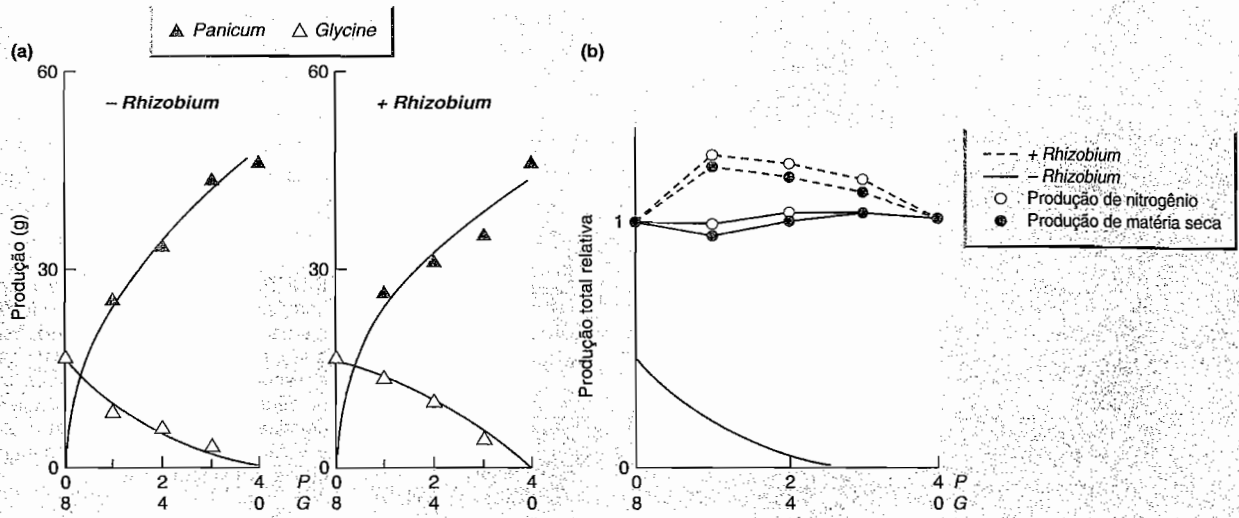 Panicum Glycine
(a)
60
30
0
Produção (g)
– Rhizobium
0 2 4 P
8 4 0 G
60
30
0
+ Rhizobium
0 2 4 P
8 4 0 G
(b)
1
0
Produção total relativa
0 2 4 P
8 4 0 G
+ Rhizobium
– Rhizobium
Produção de nitrogênio
Produção de matéria seca